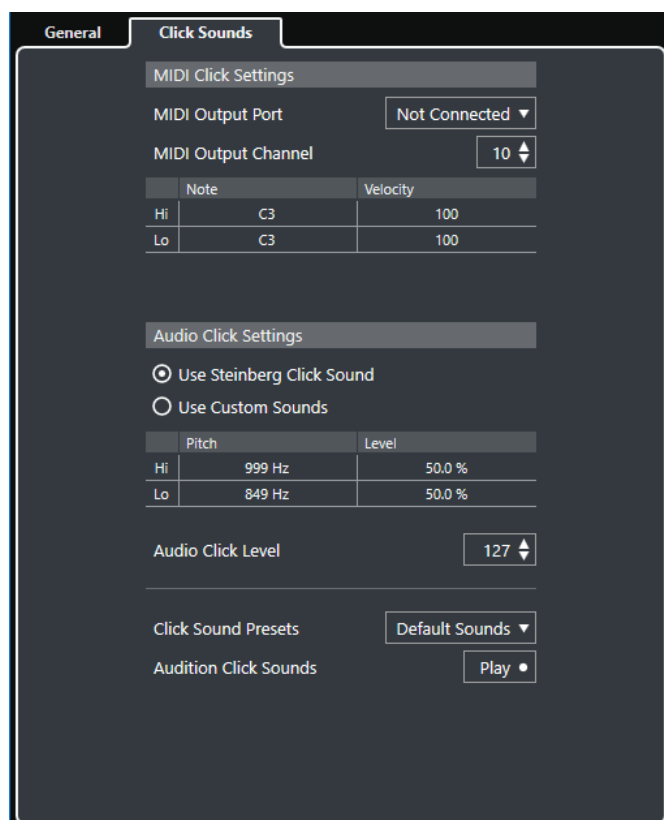 General Click Sounds
MIDI Click Settings
MIDI Output Port Not Connected
MIDI Output Channel 10
Note Velocity
Hi C3 100
Lo C3 100
Audio Click Settings
Use Steinberg Click Sound
Use Custom Sounds
Pitch Level
Hi 999 Hz 50.0 %
Lo 849 Hz 50.0 %
Audio Click Level 127
Click Sound Presets Default Sounds
Audition Click Sounds Play